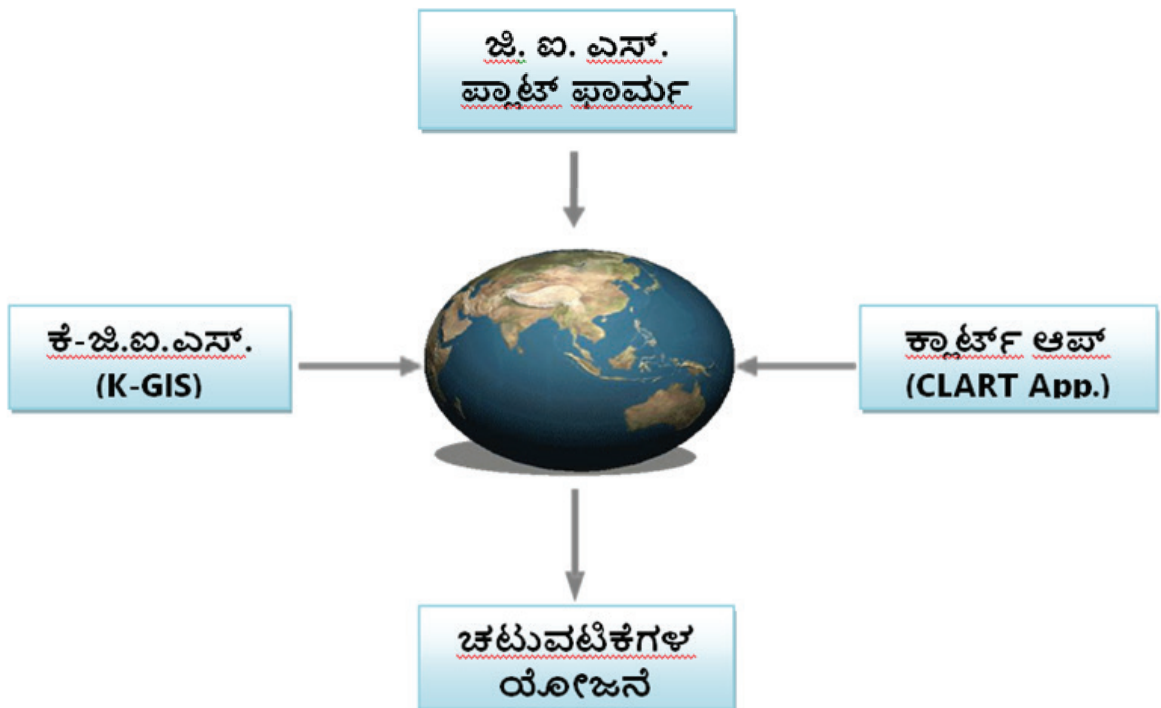 ಜಿ. ಐ. ಎಸ್.
ಪ್ಲಾಟ್ ಫಾರ್ಮ
ಕೆ-ಜಿ.ಐ.ಎಸ್.
(K-GIS)
ಕ್ಲಾರ್ಟ್ ಆಪ್
(CLART App.)
ಚಟುವಟಿಕೆಗಳ
ಯೋಜನೆ